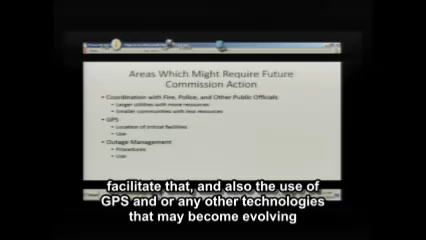 Areas Which Might Require Future
Commission Action
• Coordination with Fire, Police, and Other Public Officials
• Larger utilities with more resources
• Smaller communities with less resources
• GPS
• Location of critical facilities
• Use
• Outage Management
• Procedures
• Use
facilitate that, and also the use of
GPS and or any other technologies
that may become evolving